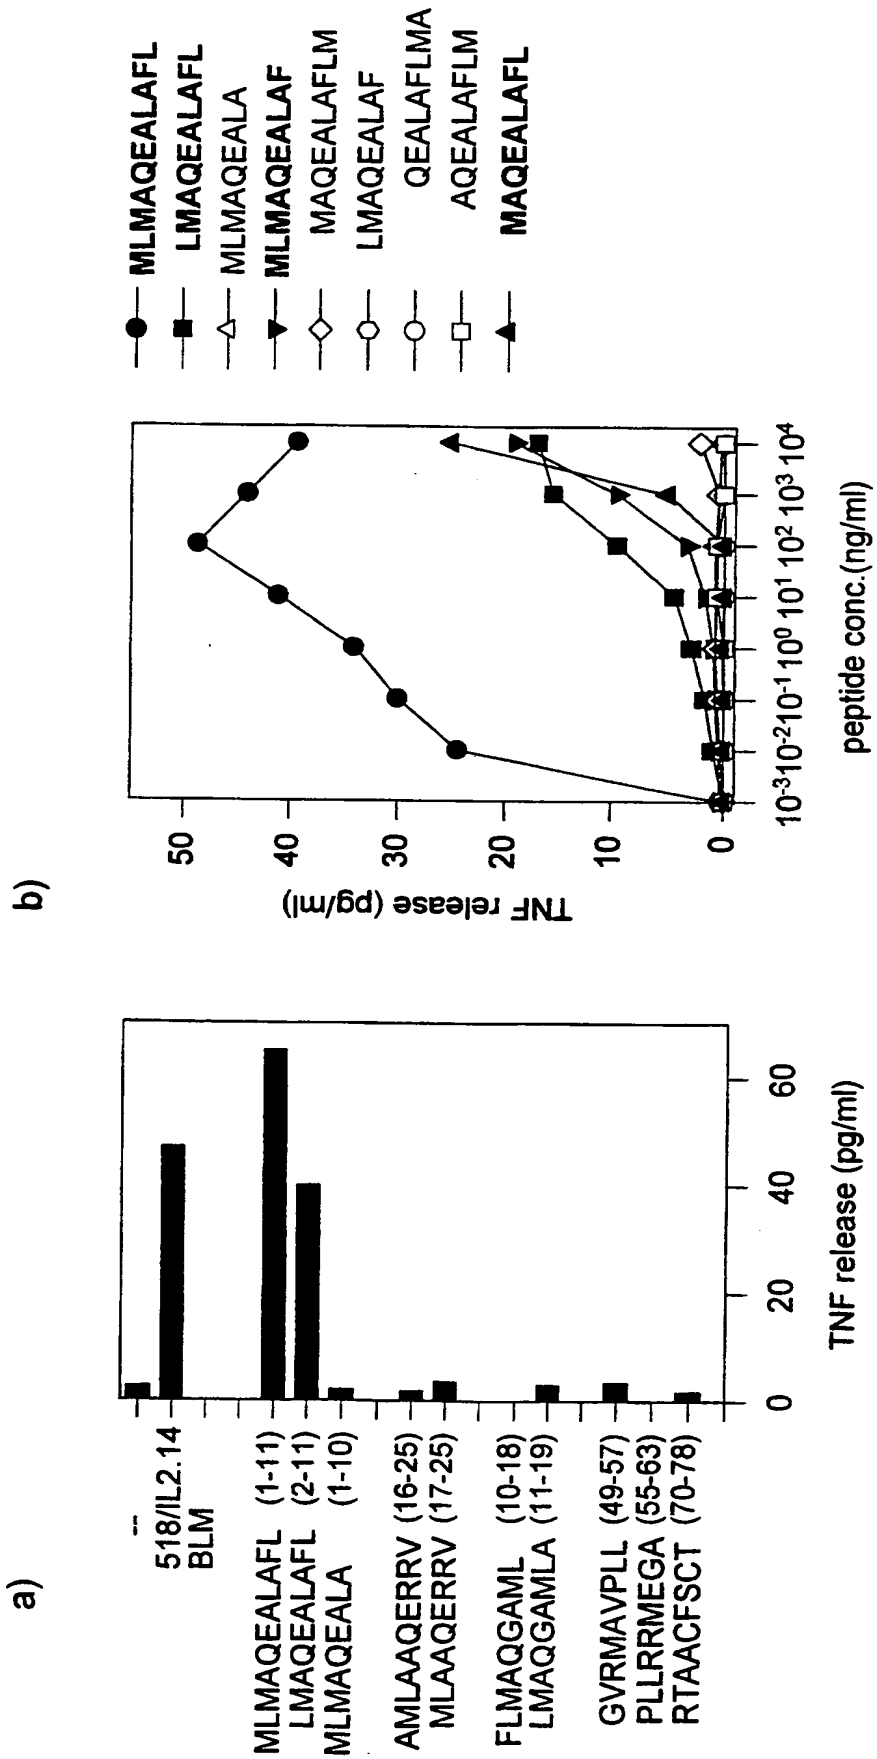 a)
--
518/IL2.14
BLM
MLMAQEALAFL (1-11)
LMAQEALAFL (2-11)
MLMAQEALA (1-10)
AMLAAQERRV (16-25)
MLAAQERRV (17-25)
FLMAQGAML (10-18)
LMAQGAMLA (11-19)
GVRMAVPLL (49-57)
PLLRRMEGA (55-63)
RTAACFSCT (70-78)
0 20 40 60
TNF release (pg/ml)
b)
TNF release (pg/ml)
50
40
30
20
10
0
10-3 10-2 10-1 100 101 102 103 104
peptide conc.(ng/ml)
MLMAQEALAFL
LMAQEALAFL
MLMAQEALA
MLMAQEALAF
MAQEALAFLM
LMAQEALAF
QEALAFLMA
AQEALAFLM
MAQEALAFL